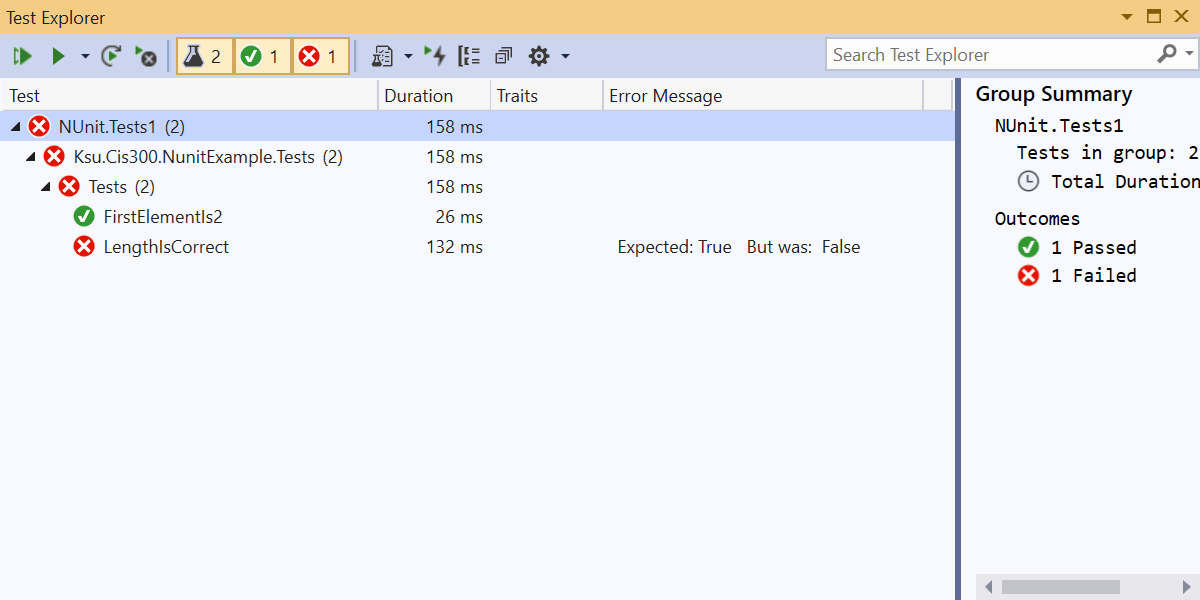 Test Explorer
2 1 1 Search Test Explorer
Test Duration Traits Error Message
NUnit.Tests1 (2) 158 ms
Ksu.Cis300.NunitExample.Tests (2) 158 ms
Tests (2) 158 ms
FirstElementIs2 26 ms
LengthIsCorrect 132 ms Expected: True But was: False
Group Summary
NUnit.Tests1
Tests in group: 2
Total Duration
Outcomes
1 Passed
1 Failed